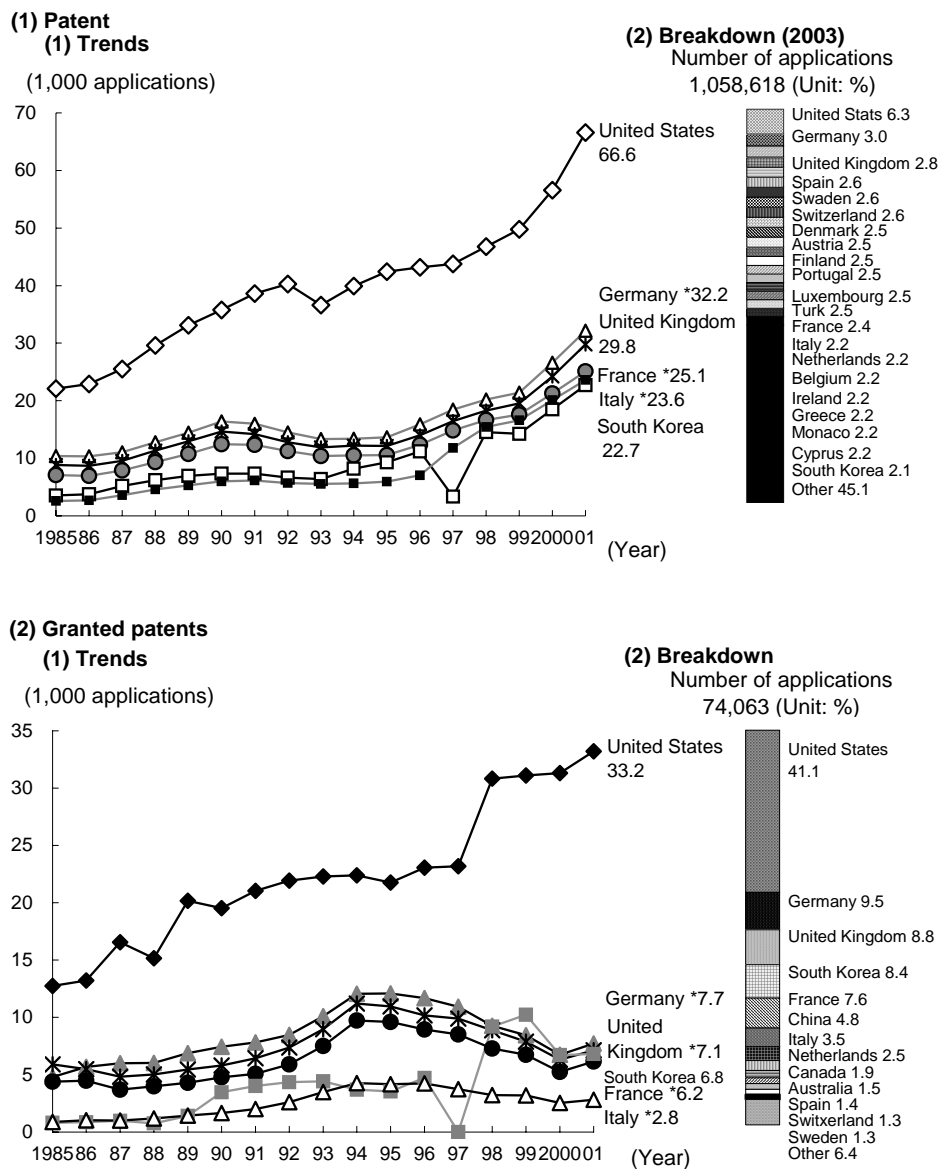 (1) Patent
(1) Trends
(1,000 applications)
70
60
50
40
30
20
10
0
1985 86 87 88 89 90 91 92 93 94 95 96 97 98 99 2000 01
(Year)
United States
66.6
Germany *32.2
United Kingdom
29.8
France *25.1
Italy *23.6
South Korea
22.7
(2) Breakdown (2003)
Number of applications
1,058,618 (Unit: %)
United Stats 6.3
Germany 3.0
United Kingdom 2.8
Spain 2.6
Swaden 2.6
Switzerland 2.6
Denmark 2.5
Austria 2.5
Finland 2.5
Portugal 2.5
Luxembourg 2.5
Turk 2.5
France 2.4
Italy 2.2
Netherlands 2.2
Belgium 2.2
Ireland 2.2
Greece 2.2
Monaco 2.2
Cyprus 2.2
South Korea 2.1
Other 45.1
(2) Granted patents
(1) Trends
(1,000 applications)
35
30
25
20
15
10
5
0
1985 86 87 88 89 90 91 92 93 94 95 96 97 98 99 2000 01
(Year)
United States
33.2
Germany *7.7
United
Kingdom *7.1
South Korea 6.8
France *6.2
Italy *2.8
(2) Breakdown
Number of applications
74,063 (Unit: %)
United States
41.1
Germany 9.5
United Kingdom 8.8
South Korea 8.4
France 7.6
China 4.8
Italy 3.5
Netherlands 2.5
Canada 1.9
Australia 1.5
Spain 1.4
Switzerland 1.3
Sweden 1.3
Other 6.4